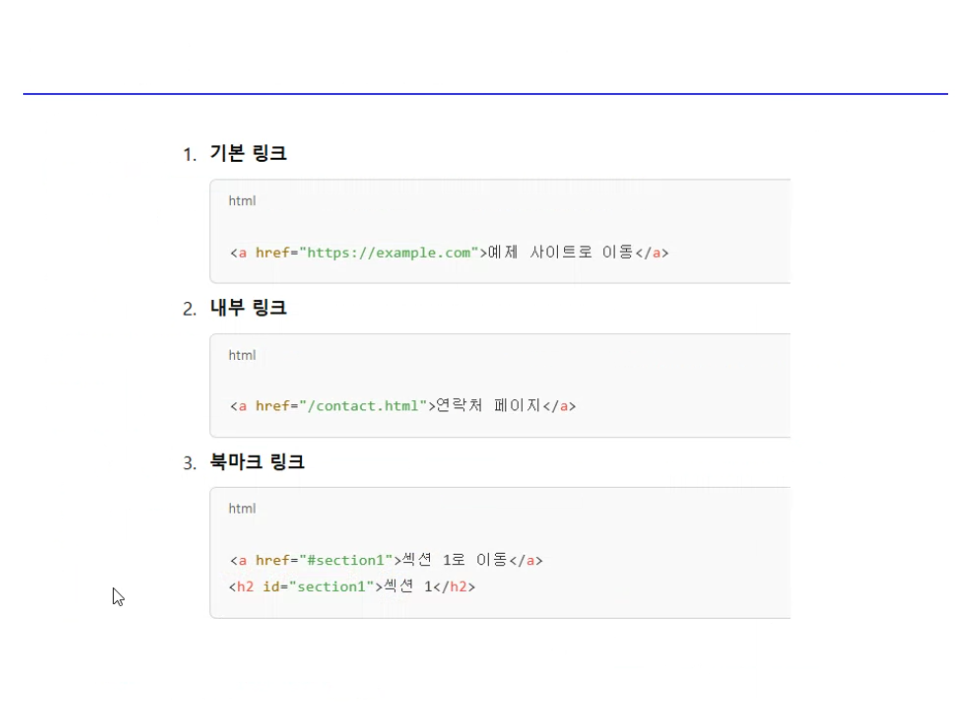 1. 기본 링크
html
<a href="https://example.com">예제 사이트로 이동</a>
2. 내부 링크
html
<a href="/contact.html">연락처 페이지</a>
3. 북마크 링크
html
<a href="#section1">섹션 1로 이동</a>
<h2 id="section1">섹션 1</h2>